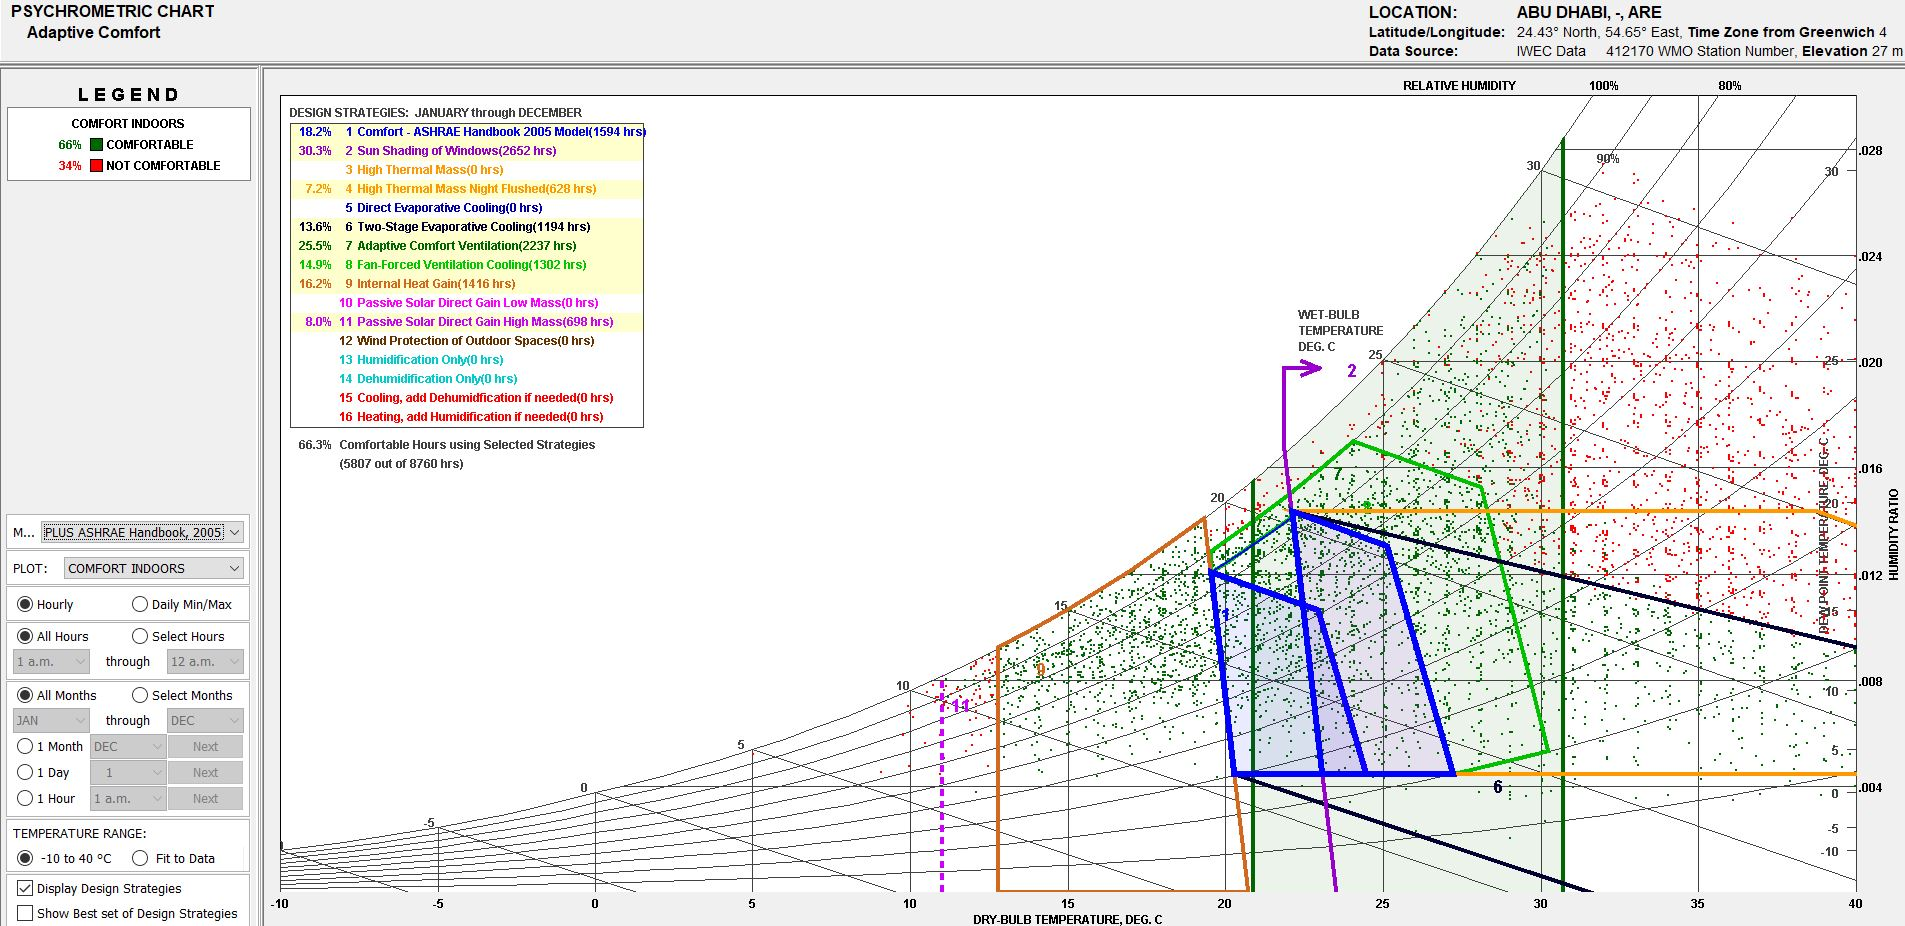 PSYCHROMETRIC CHART
Adaptive Comfort
LOCATION: ABU DHABI, -, ARE
Latitude/Longitude: 24.43° North, 54.65° East, Time Zone from Greenwich 4
Data Source: IWEC Data 412170 WMO Station Number, Elevation 27 m
LEGEND
COMFORT INDOORS
66% COMFORTABLE
34% NOT COMFORTABLE
M... PLUS ASHRAE Handbook, 2005
PLOT: COMFORT INDOORS
Hourly Daily Min/Max
All Hours Select Hours
1 a.m. through 12 a.m.
All Months Select Months
JAN through DEC
1 Month DEC Next
1 Day 1 Next
1 Hour 1 a.m. Next
TEMPERATURE RANGE:
-10 to 40 °C Fit to Data
Display Design Strategies
Show Best set of Design Strategies
DESIGN STRATEGIES: JANUARY through DECEMBER
18.2% 1 Comfort - ASHRAE Handbook 2005 Model(1594 hrs)
30.3% 2 Sun Shading of Windows(2652 hrs)
3 High Thermal Mass(0 hrs)
7.2% 4 High Thermal Mass Night Flushed(628 hrs)
5 Direct Evaporative Cooling(0 hrs)
13.6% 6 Two-Stage Evaporative Cooling(1194 hrs)
25.5% 7 Adaptive Comfort Ventilation(2237 hrs)
14.9% 8 Fan-Forced Ventilation Cooling(1302 hrs)
16.2% 9 Internal Heat Gain(1416 hrs)
10 Passive Solar Direct Gain Low Mass(0 hrs)
8.0% 11 Passive Solar Direct Gain High Mass(698 hrs)
12 Wind Protection of Outdoor Spaces(0 hrs)
13 Humidification Only(0 hrs)
14 Dehumidification Only(0 hrs)
15 Cooling, add Dehumidfication if needed(0 hrs)
16 Heating, add Humidification if needed(0 hrs)
66.3% Comfortable Hours using Selected Strategies
(5807 out of 8760 hrs)
RELATIVE HUMIDITY 100% 80%
90%
WET-BULB
TEMPERATURE
DEG. C
2
7
1
9
11
6
-5
0
5
10
15
20
25
30
30
25
20
15
10
5
0
-5
-10
DEW POINT TEMPERATURE, DEG. C
.028
.024
.020
.016
.012
.008
.004
HUMIDITY RATIO
-10 -5 0 5 10 15 20 25 30 35 40
DRY-BULB TEMPERATURE, DEG. C